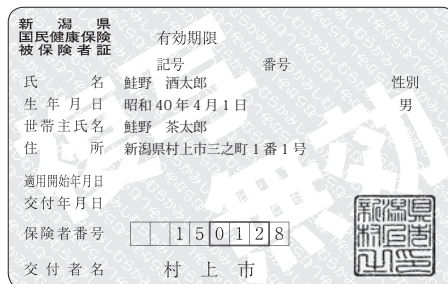 新潟県
国民健康保険
被保険者証
有効期限
記号 番号
氏名 鮭野 酒太郎 性別
生年月日 昭和40年4月1日 男
世帯主氏名 鮭野 茶太郎
住所 新潟県村上市三之町1番1号
適用開始年月日
交付年月日
保険者番号 150128
交付者名 村上市
複写無効